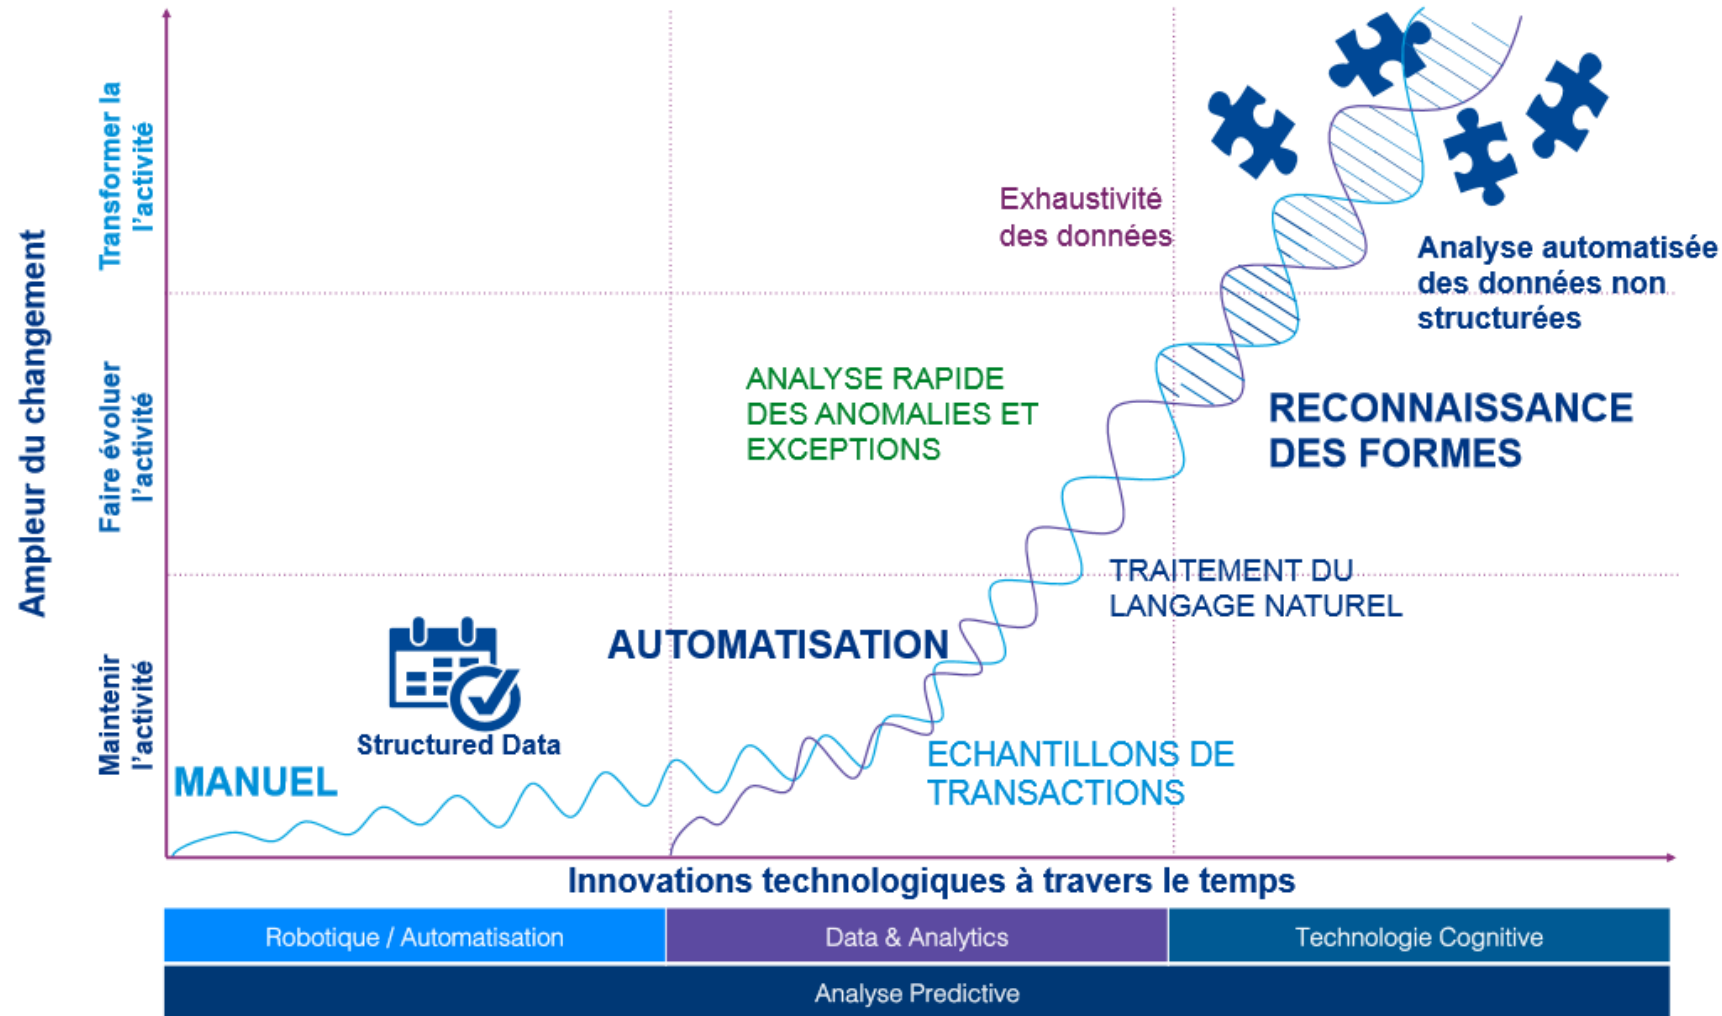 Ampleur du changement
Transformer la
l'activité
Faire évoluer
l'activité
Maintenir
l'activité
Exhaustivité
des données
Analyse automatisée
des données non
structurées
ANALYSE RAPIDE
DES ANOMALIES ET
EXCEPTIONS
RECONNAISSANCE
DES FORMES
TRAITEMENT DU
LANGAGE NATUREL
AUTOMATISATION
Structured Data
ECHANTILLONS DE
TRANSACTIONS
MANUEL
Innovations technologiques à travers le temps
Robotique / Automatisation
Data & Analytics
Technologie Cognitive
Analyse Predictive